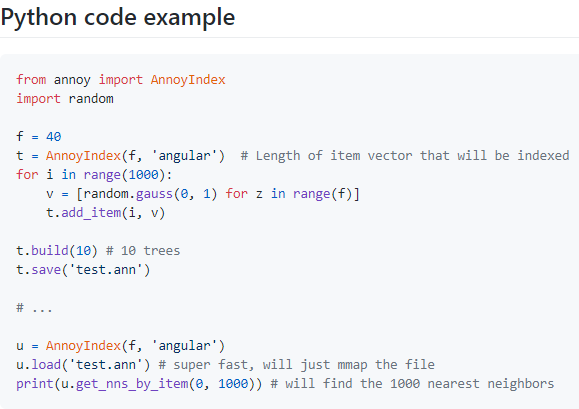 Python code example
from annoy import AnnoyIndex
import random
f = 40
t = AnnoyIndex(f, 'angular')  # Length of item vector that will be indexed
for i in range(1000):
    v = [random.gauss(0, 1) for z in range(f)]
    t.add_item(i, v)
t.build(10) # 10 trees
t.save('test.ann')
# ...
u = AnnoyIndex(f, 'angular')
u.load('test.ann') # super fast, will just mmap the file
print(u.get_nns_by_item(0, 1000)) # will find the 1000 nearest neighbors